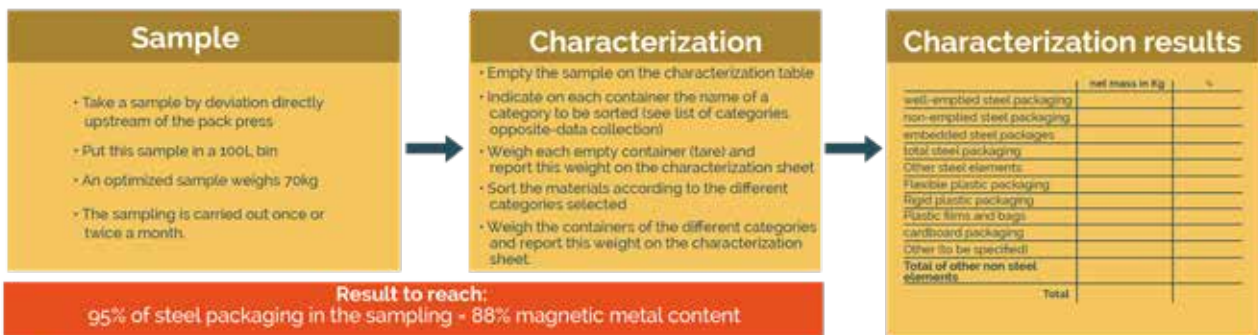 Sample
• Take a sample by deviation directly
upstream of the pack press
• Put this sample in a 100L bin
• An optimized sample weighs 70kg
• The sampling is carried out once or
twice a month.
Characterization
• Empty the sample on the characterization table
• Indicate on each container the name of a
category to be sorted (see list of categories
opposite-data collection)
• Weigh each empty container (tare) and
report this weight on the characterization sheet
• Sort the materials according to the different
categories selected
• Weigh the containers of the different categories
and report this weight on the characterization
sheet.
Result to reach:
95% of steel packaging in the sampling = 88% magnetic metal content
Characterization results
net mass in Kg %
well-emptied steel packaging
non-emptied steel packaging
embedded steel packages
total steel packaging
Other steel elements
Flexible plastic packaging
Rigid plastic packaging
Plastic films and bags
cardboard packaging
Other (to be specified)
Total of other non steel
elements
Total